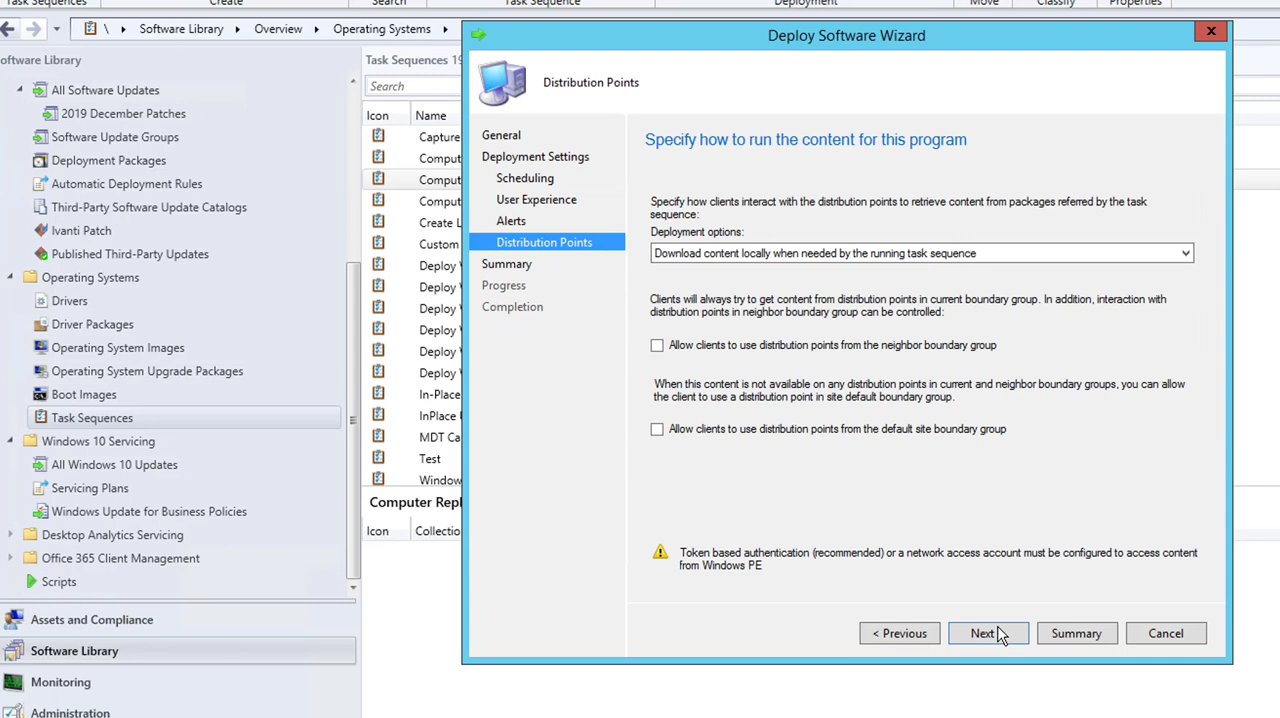 Task Sequences
Create
Search
Task Sequence
Deployment
Move
Classify
Properties
\
Software Library
Overview
Operating Systems
oftware Library
All Software Updates
2019 December Patches
Software Update Groups
Deployment Packages
Automatic Deployment Rules
Third-Party Software Update Catalogs
Ivanti Patch
Published Third-Party Updates
Operating Systems
Drivers
Driver Packages
Operating System Images
Operating System Upgrade Packages
Boot Images
Task Sequences
Windows 10 Servicing
All Windows 10 Updates
Servicing Plans
Windows Update for Business Policies
Desktop Analytics Servicing
Office 365 Client Management
Scripts
Assets and Compliance
Software Library
Monitoring
Administration
Task Sequences 19
Search
Icon
Name
Capture
Comput
Comput
Comput
Create L
Custom
Deploy
Deploy
Deploy
Deploy
Deploy
Deploy
In-Place
InPlace
MDT Ca
Test
Window
Computer Repl
Icon
Collectio
Deploy Software Wizard
X
Distribution Points
General
Deployment Settings
Scheduling
User Experience
Alerts
Distribution Points
Summary
Progress
Completion
Specify how to run the content for this program
Specify how clients interact with the distribution points to retrieve content from packages referred by the task
sequence:
Deployment options:
Download content locally when needed by the running task sequence
Clients will always try to get content from distribution points in current boundary group. In addition, interaction with
distribution points in neighbor boundary group can be controlled:
Allow clients to use distribution points from the neighbor boundary group
When this content is not available on any distribution points in current and neighbor boundary groups, you can allow
the client to use a distribution point in site default boundary group.
Allow clients to use distribution points from the default site boundary group
Token based authentication (recommended) or a network access account must be configured to access content
from Windows PE
< Previous
Next
Summary
Cancel